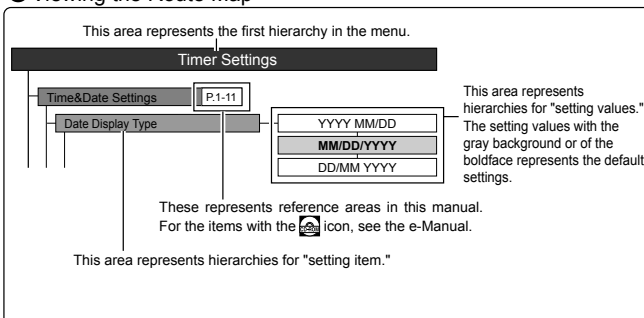 Viewing the Route Map
This area represents the first hierarchy in the menu.
Timer Settings
Time&Date Settings
P.1-11
Date Display Type
YYYY MM/DD
MM/DD/YYYY
DD/MM YYYY
This area represents
hierarchies for "setting values."
The setting values with the
gray background or of the
boldface represents the default
settings.
These represents reference areas in this manual.
For the items with the CD-ROM icon, see the e-Manual.
This area represents hierarchies for "setting item."